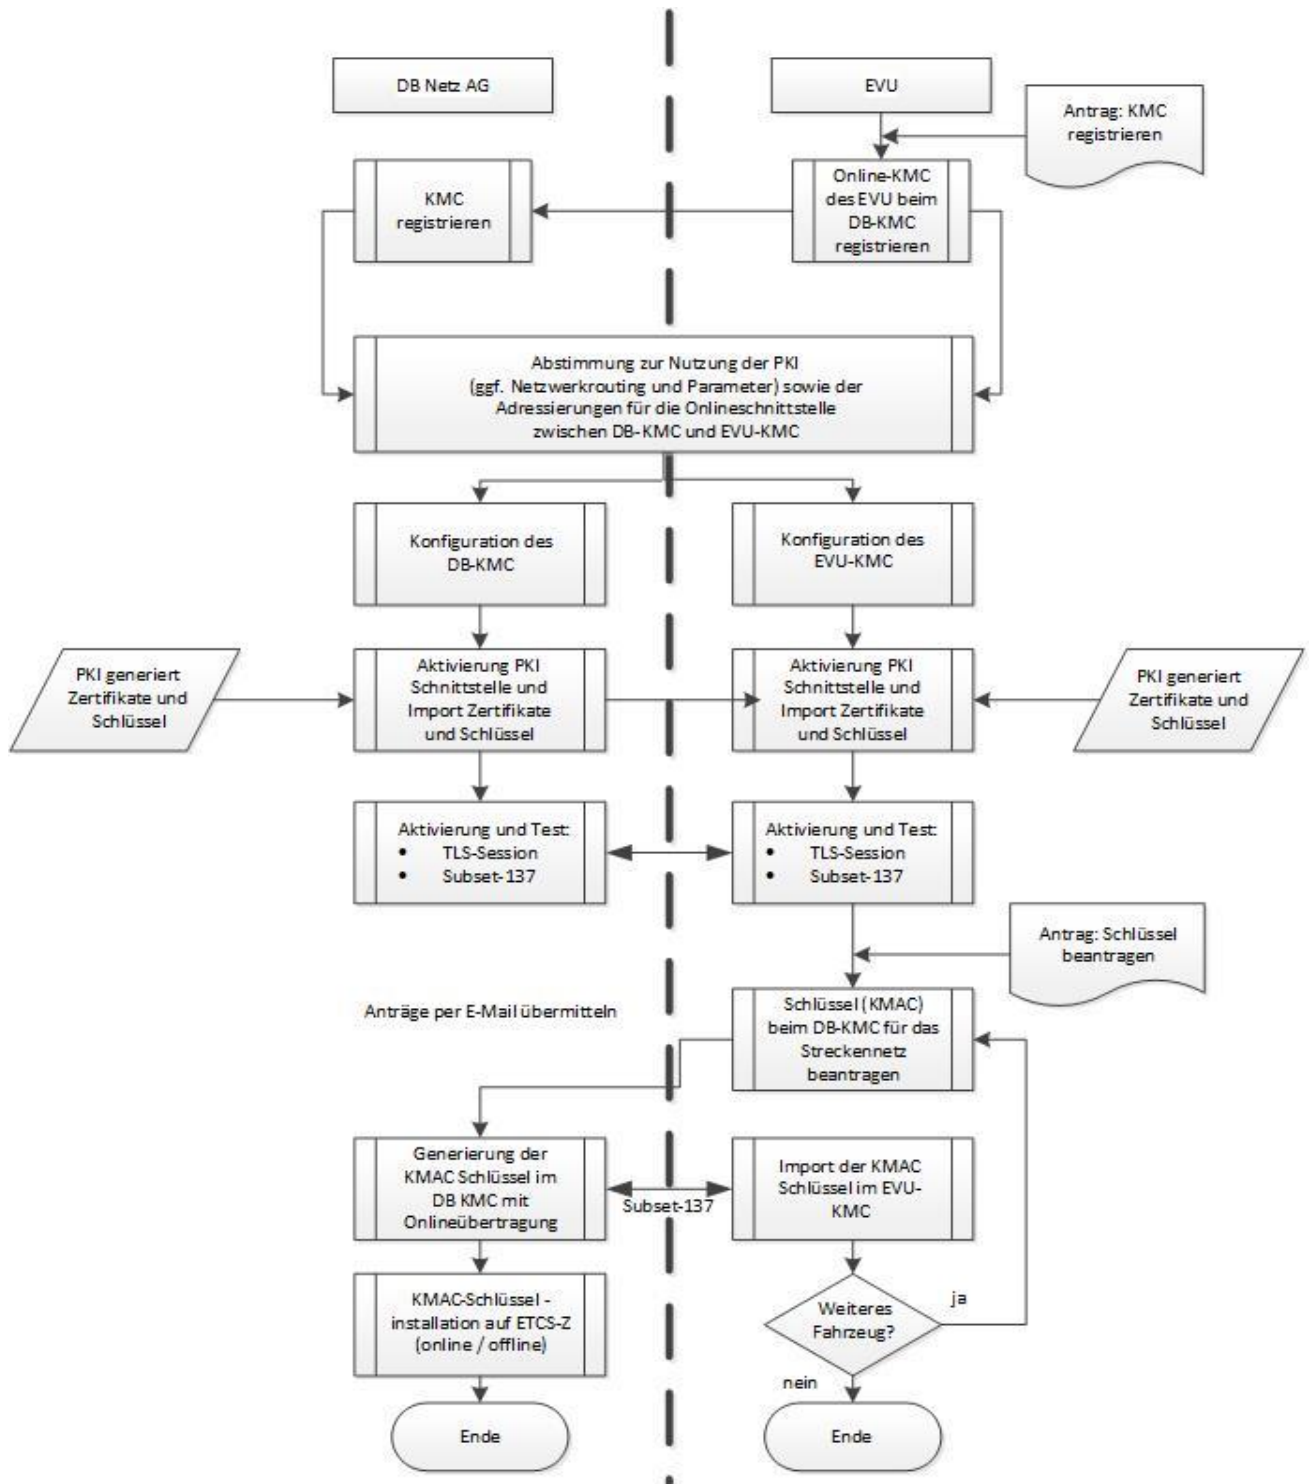 DB Netz AG
EVU
Antrag: KMC
registrieren
KMC
registrieren
Online-KMC
des EVU beim
DB-KMC
registrieren
Abstimmung zur Nutzung der PKI
(ggf. Netzwerkrouting und Parameter) sowie der
Adressierungen für die Onlineschnittstelle
zwischen DB-KMC und EVU-KMC
Konfiguration des
DB-KMC
Konfiguration des
EVU-KMC
PKI generiert
Zertifikate und
Schlüssel
Aktivierung PKI
Schnittstelle und
Import Zertifikate
und Schlüssel
Aktivierung PKI
Schnittstelle und
Import Zertifikate
und Schlüssel
PKI generiert
Zertifikate und
Schlüssel
Aktivierung und Test:
• TLS-Session
• Subset-137
Aktivierung und Test:
• TLS-Session
• Subset-137
Antrag: Schlüssel
beantragen
Anträge per E-Mail übermitteln
Schlüssel (KMAC)
beim DB-KMC für das
Streckennetz
beantragen
Generierung der
KMAC Schlüssel im
DB KMC mit
Onlineübertragung
Subset-137
Import der KMAC
Schlüssel im EVU-
KMC
KMAC-Schlüssel -
installation auf ETCS-Z
(online / offline)
Weiteres
Fahrzeug?
ja
nein
Ende
Ende